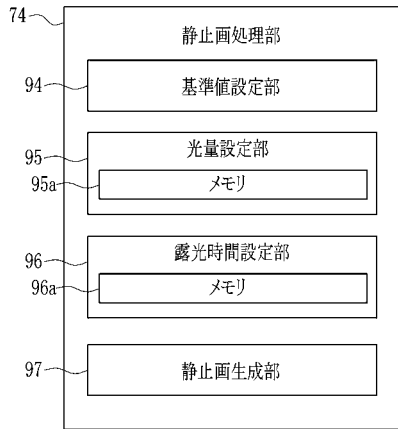 74
静止画処理部
94
基準値設定部
95
光量設定部
95a
メモリ
96
露光時間設定部
96a
メモリ
97
静止画生成部